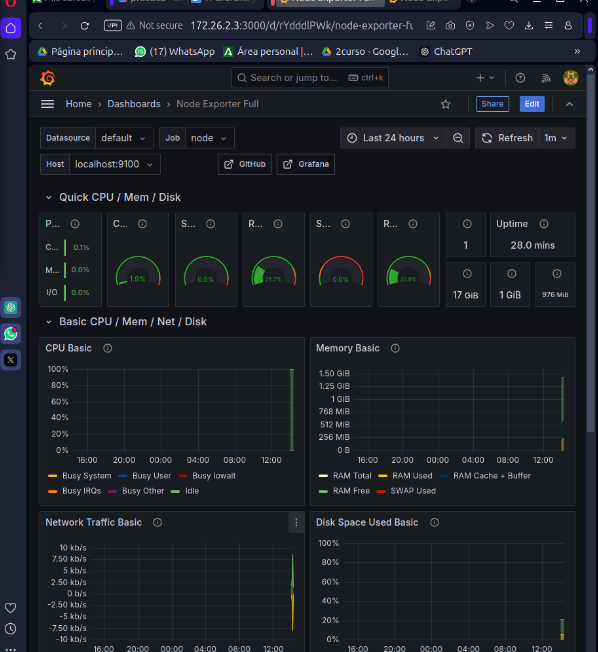 Not secure 172.26.2.3:3000/d/rYdddlPWk/node-exporter-fu
Página princip... (17) WhatsApp Área personal |... 2curso - Googl... ChatGPT »
Search or jump to... ctrl+k
Home › Dashboards › Node Exporter Full Share Edit
Datasource default Job node Last 24 hours Refresh 1m
Host localhost:9100 GitHub Grafana
Quick CPU / Mem / Disk
P... C... S... R... S... R... Uptime
C... 0.1%
M... 0.0%
I/O 0.0%
1.9% 0.0% 25.7% 0.0% 20.9%
1 28.0 mins
17 GiB 1 GiB 976 MiB
Basic CPU / Mem / Net / Disk
CPU Basic
100%
80%
60%
40%
20%
0%
16:00 20:00 00:00 04:00 08:00 12:00
Busy System Busy User Busy Iowait
Busy IRQs Busy Other Idle
Memory Basic
1.50 GiB
1.25 GiB
1 GiB
768 MiB
512 MiB
256 MiB
0 B
16:00 20:00 00:00 04:00 08:00 12:00
RAM Total RAM Used RAM Cache + Buffer
RAM Free SWAP Used
Network Traffic Basic
10 kb/s
7.50 kb/s
5 kb/s
2.50 kb/s
0 b/s
-2.50 kb/s
-5 kb/s
-7.50 kb/s
-10 kb/s
16:00 20:00 00:00 04:00 08:00 12:00
Disk Space Used Basic
100%
80%
60%
40%
20%
0%
16:00 20:00 00:00 04:00 08:00 12:00